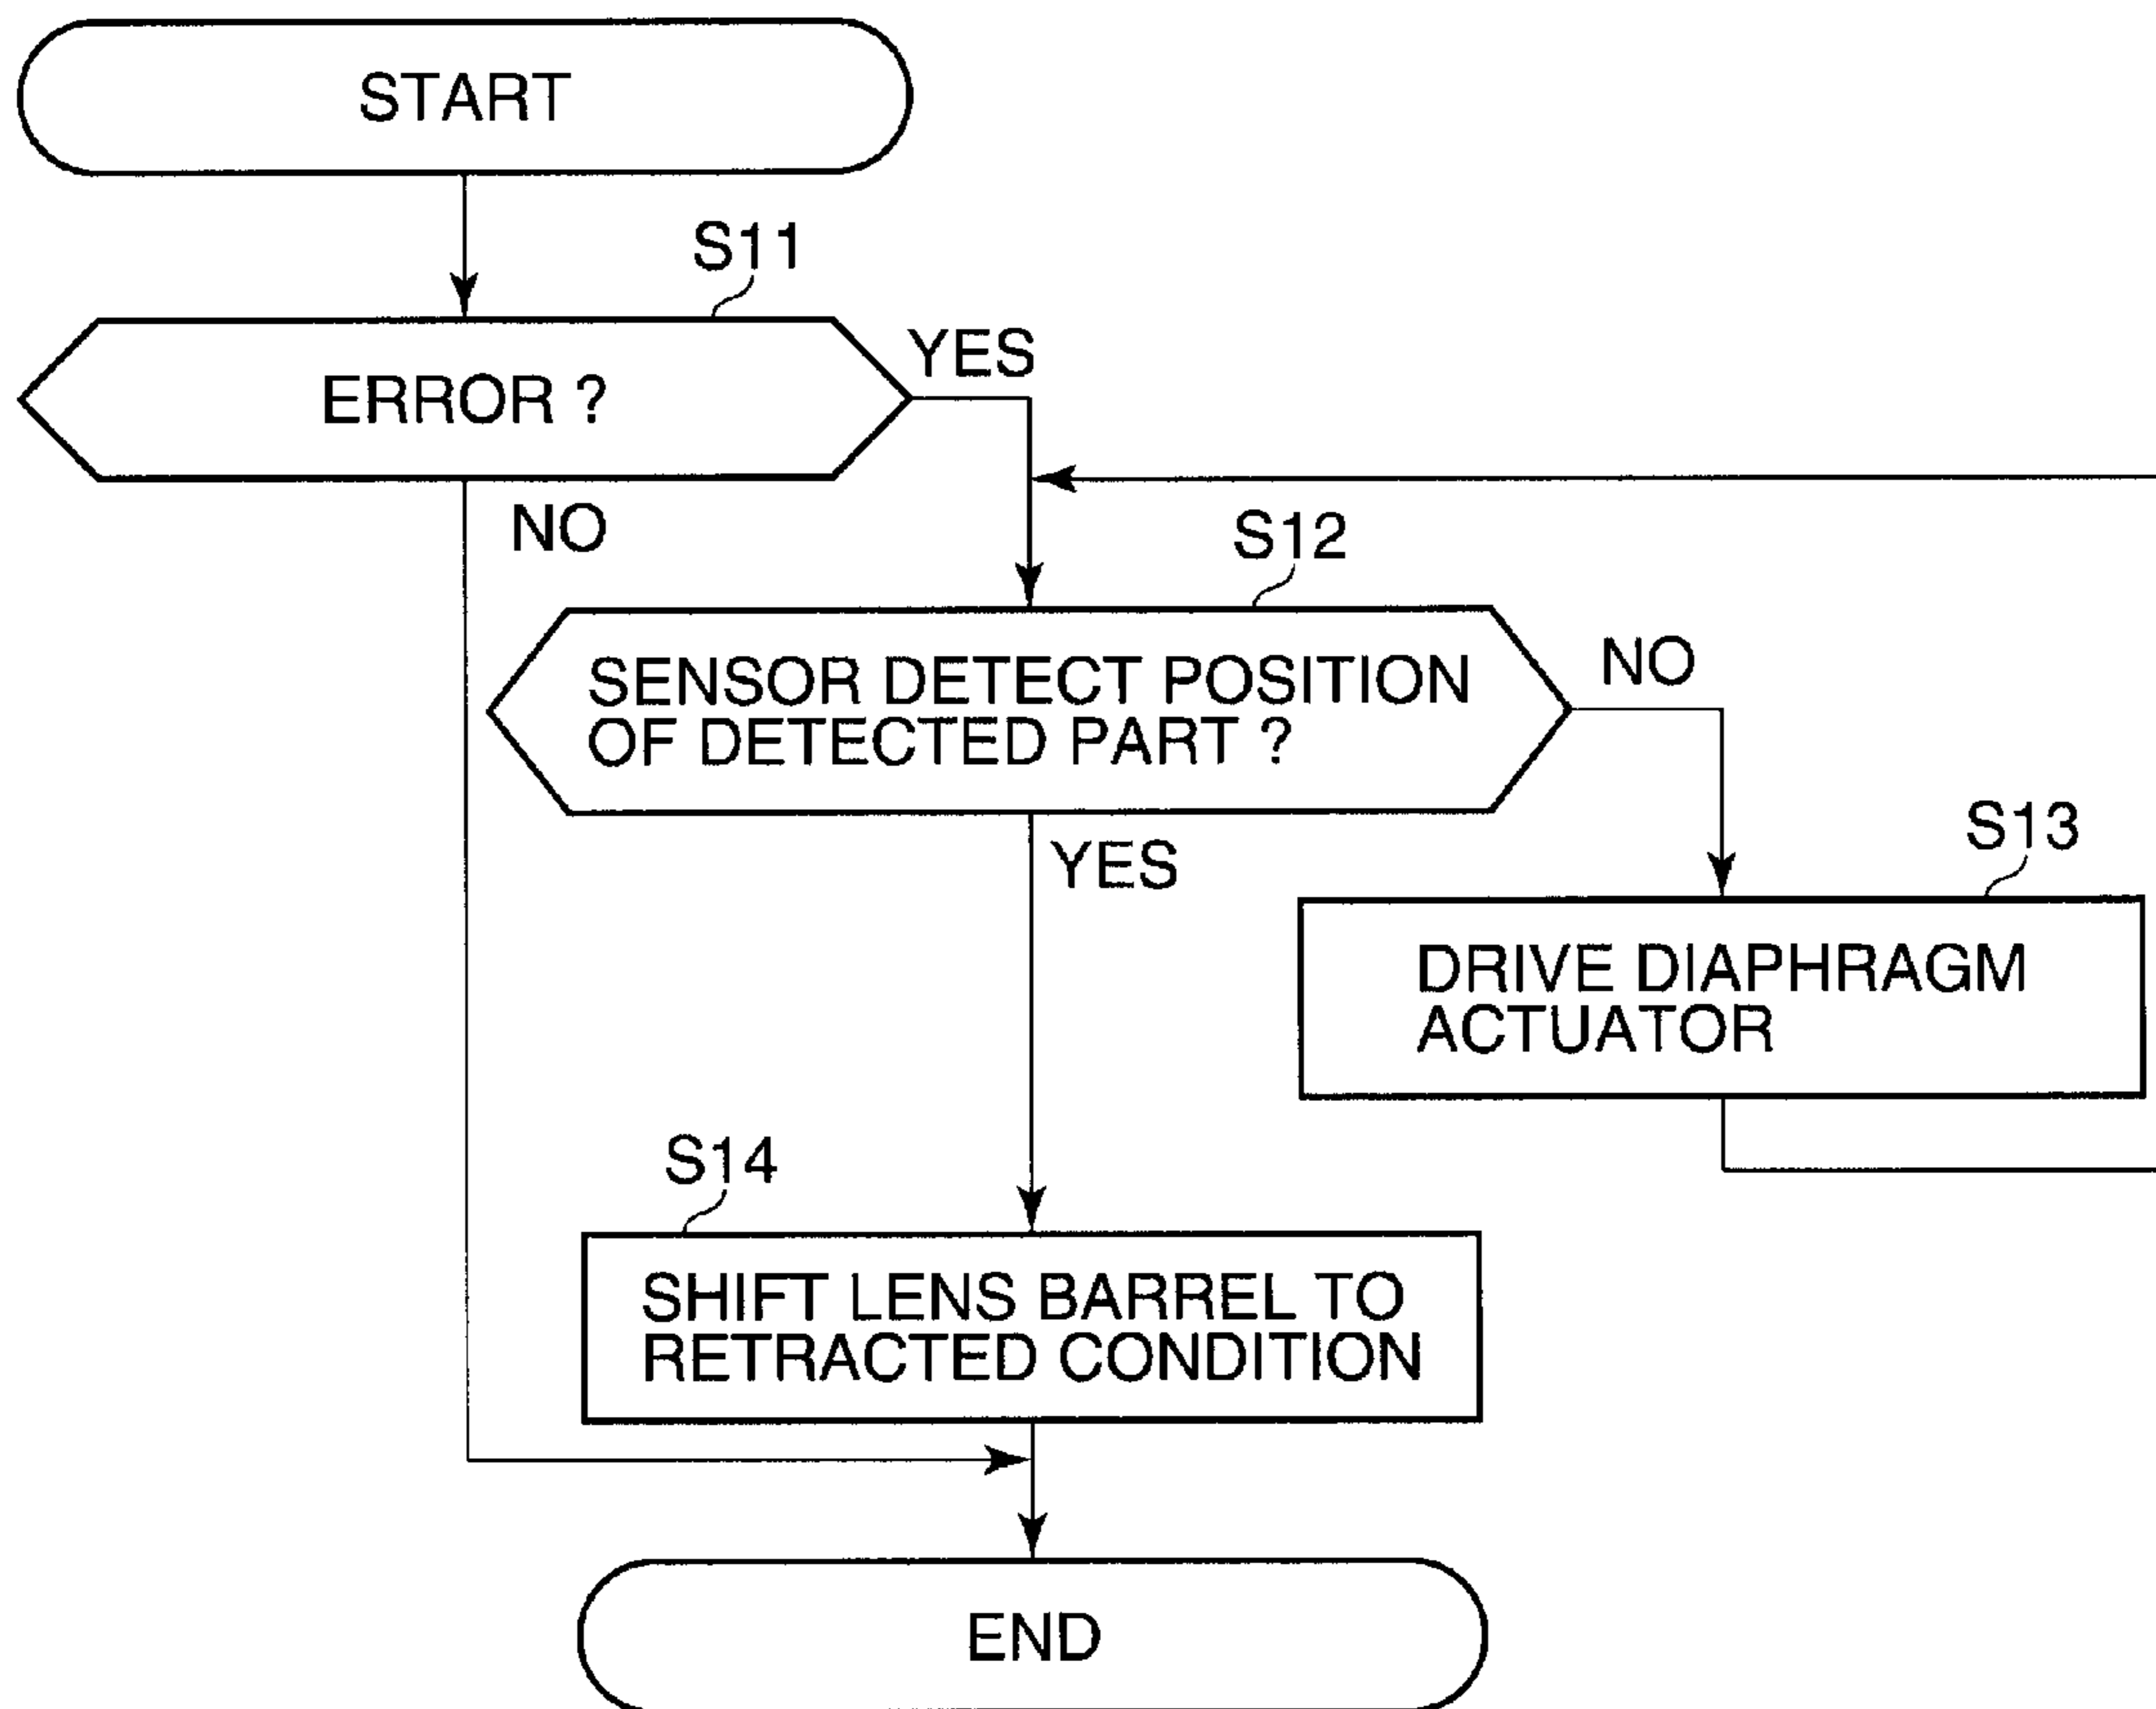 START
S11
ERROR ?
YES
NO
S12
SENSOR DETECT POSITION
OF DETECTED PART ?
NO
YES
S13
DRIVE DIAPHRAGM
ACTUATOR
S14
SHIFT LENS BARREL TO
RETRACTED CONDITION
END